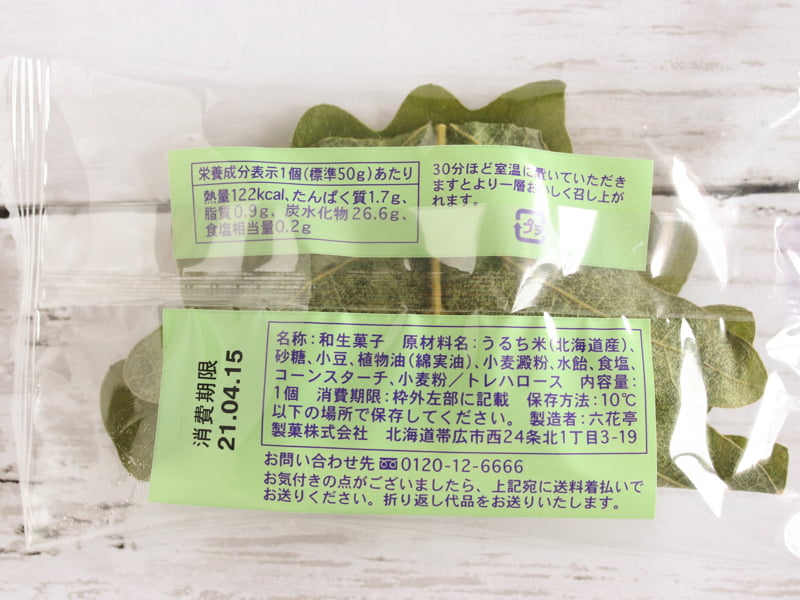 栄養成分表示1個(標準50g)あたり
熱量122kcal、たんぱく質1.7g、
脂質0.9g、炭水化物26.6g、
食塩相当量0.2g
30分ほど室温に置いていただき
ますとより一層おいしく召し上が
れます。
プラ
消費期限
21.04.15
名称:和生菓子　原材料名:うるち米(北海道産)、
砂糖、小豆、植物油(綿実油)、小麦澱粉、水飴、食塩、
コーンスターチ、小麦粉／トレハロース　内容量:
1個　消費期限:枠外左部に記載　保存方法:10℃
以下の場所で保存してください。　製造者:六花亭
製菓株式会社　北海道帯広市西24条北1丁目3-19
お問い合わせ先 0120-12-6666
お気付きの点がございましたら、上記宛に送料着払いで
お送りください。折り返し代品をお送りいたします。